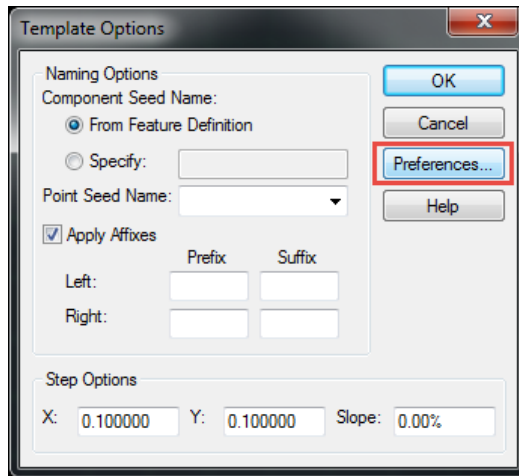 Template Options
Naming Options
OK
Component Seed Name:
From Feature Definition
Cancel
Specify:
Preferences...
Point Seed Name:
Help
Apply Affixes
Prefix Suffix
Left:
Right:
Step Options
X: 0.100000 Y: 0.100000 Slope: 0.00%